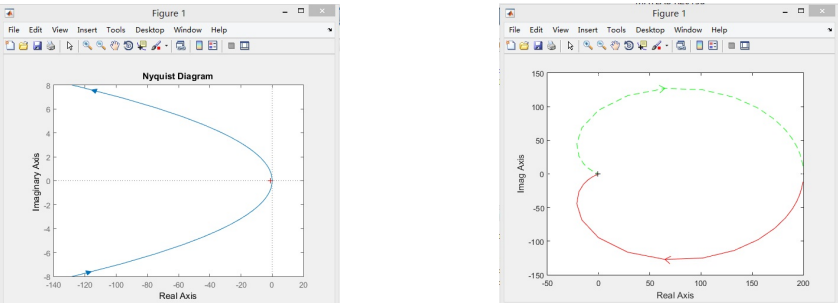 Figure 1
File Edit View Insert Tools Desktop Window Help
Nyquist Diagram
8
6
4
2
0
-2
-4
-6
-8
Imaginary Axis
-140 -120 -100 -80 -60 -40 -20 0 20
Real Axis
Figure 1
File Edit View Insert Tools Desktop Window Help
150
100
50
0
-50
-100
-150
Imag Axis
-50 0 50 100 150 200
Real Axis